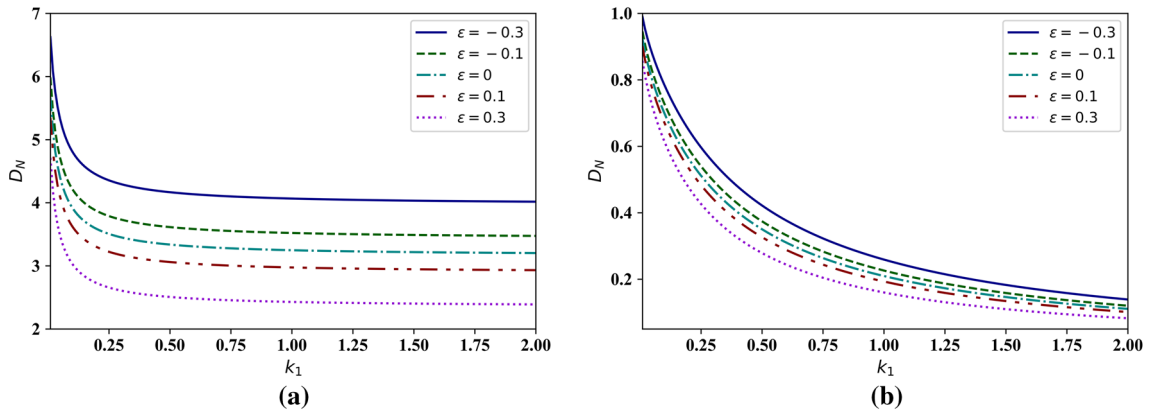 7
6
5
4
3
2
D_N
0.25 0.50 0.75 1.00 1.25 1.50 1.75 2.00
k_1
ε = −0.3
ε = −0.1
ε = 0
ε = 0.1
ε = 0.3
(a)
1.0
0.8
0.6
0.4
0.2
D_N
0.25 0.50 0.75 1.00 1.25 1.50 1.75 2.00
k_1
ε = −0.3
ε = −0.1
ε = 0
ε = 0.1
ε = 0.3
(b)